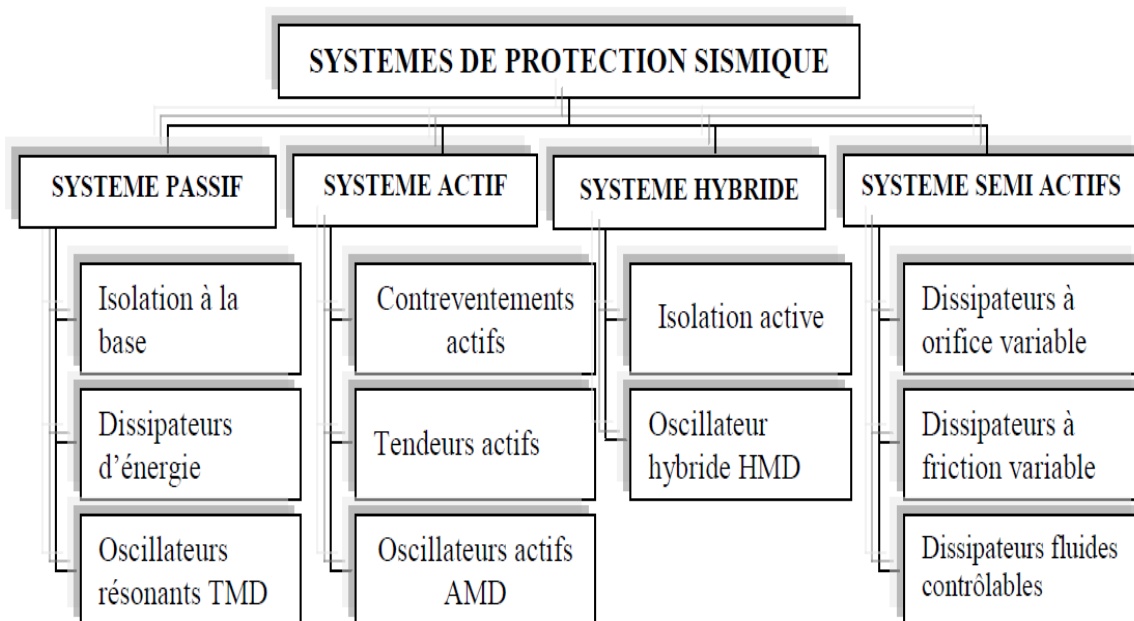 SYSTEMES DE PROTECTION SISMIQUE
SYSTEME PASSIF
Isolation à la
base
Dissipateurs
d’énergie
Oscillateurs
résonants TMD
SYSTEME ACTIF
Contreventements
actifs
Tendeurs actifs
Oscillateurs actifs
AMD
SYSTEME HYBRIDE
Isolation active
Oscillateur
hybride HMD
SYSTEME SEMI ACTIFS
Dissipateurs à
orifice variable
Dissipateurs à
friction variable
Dissipateurs fluides
contrôlables